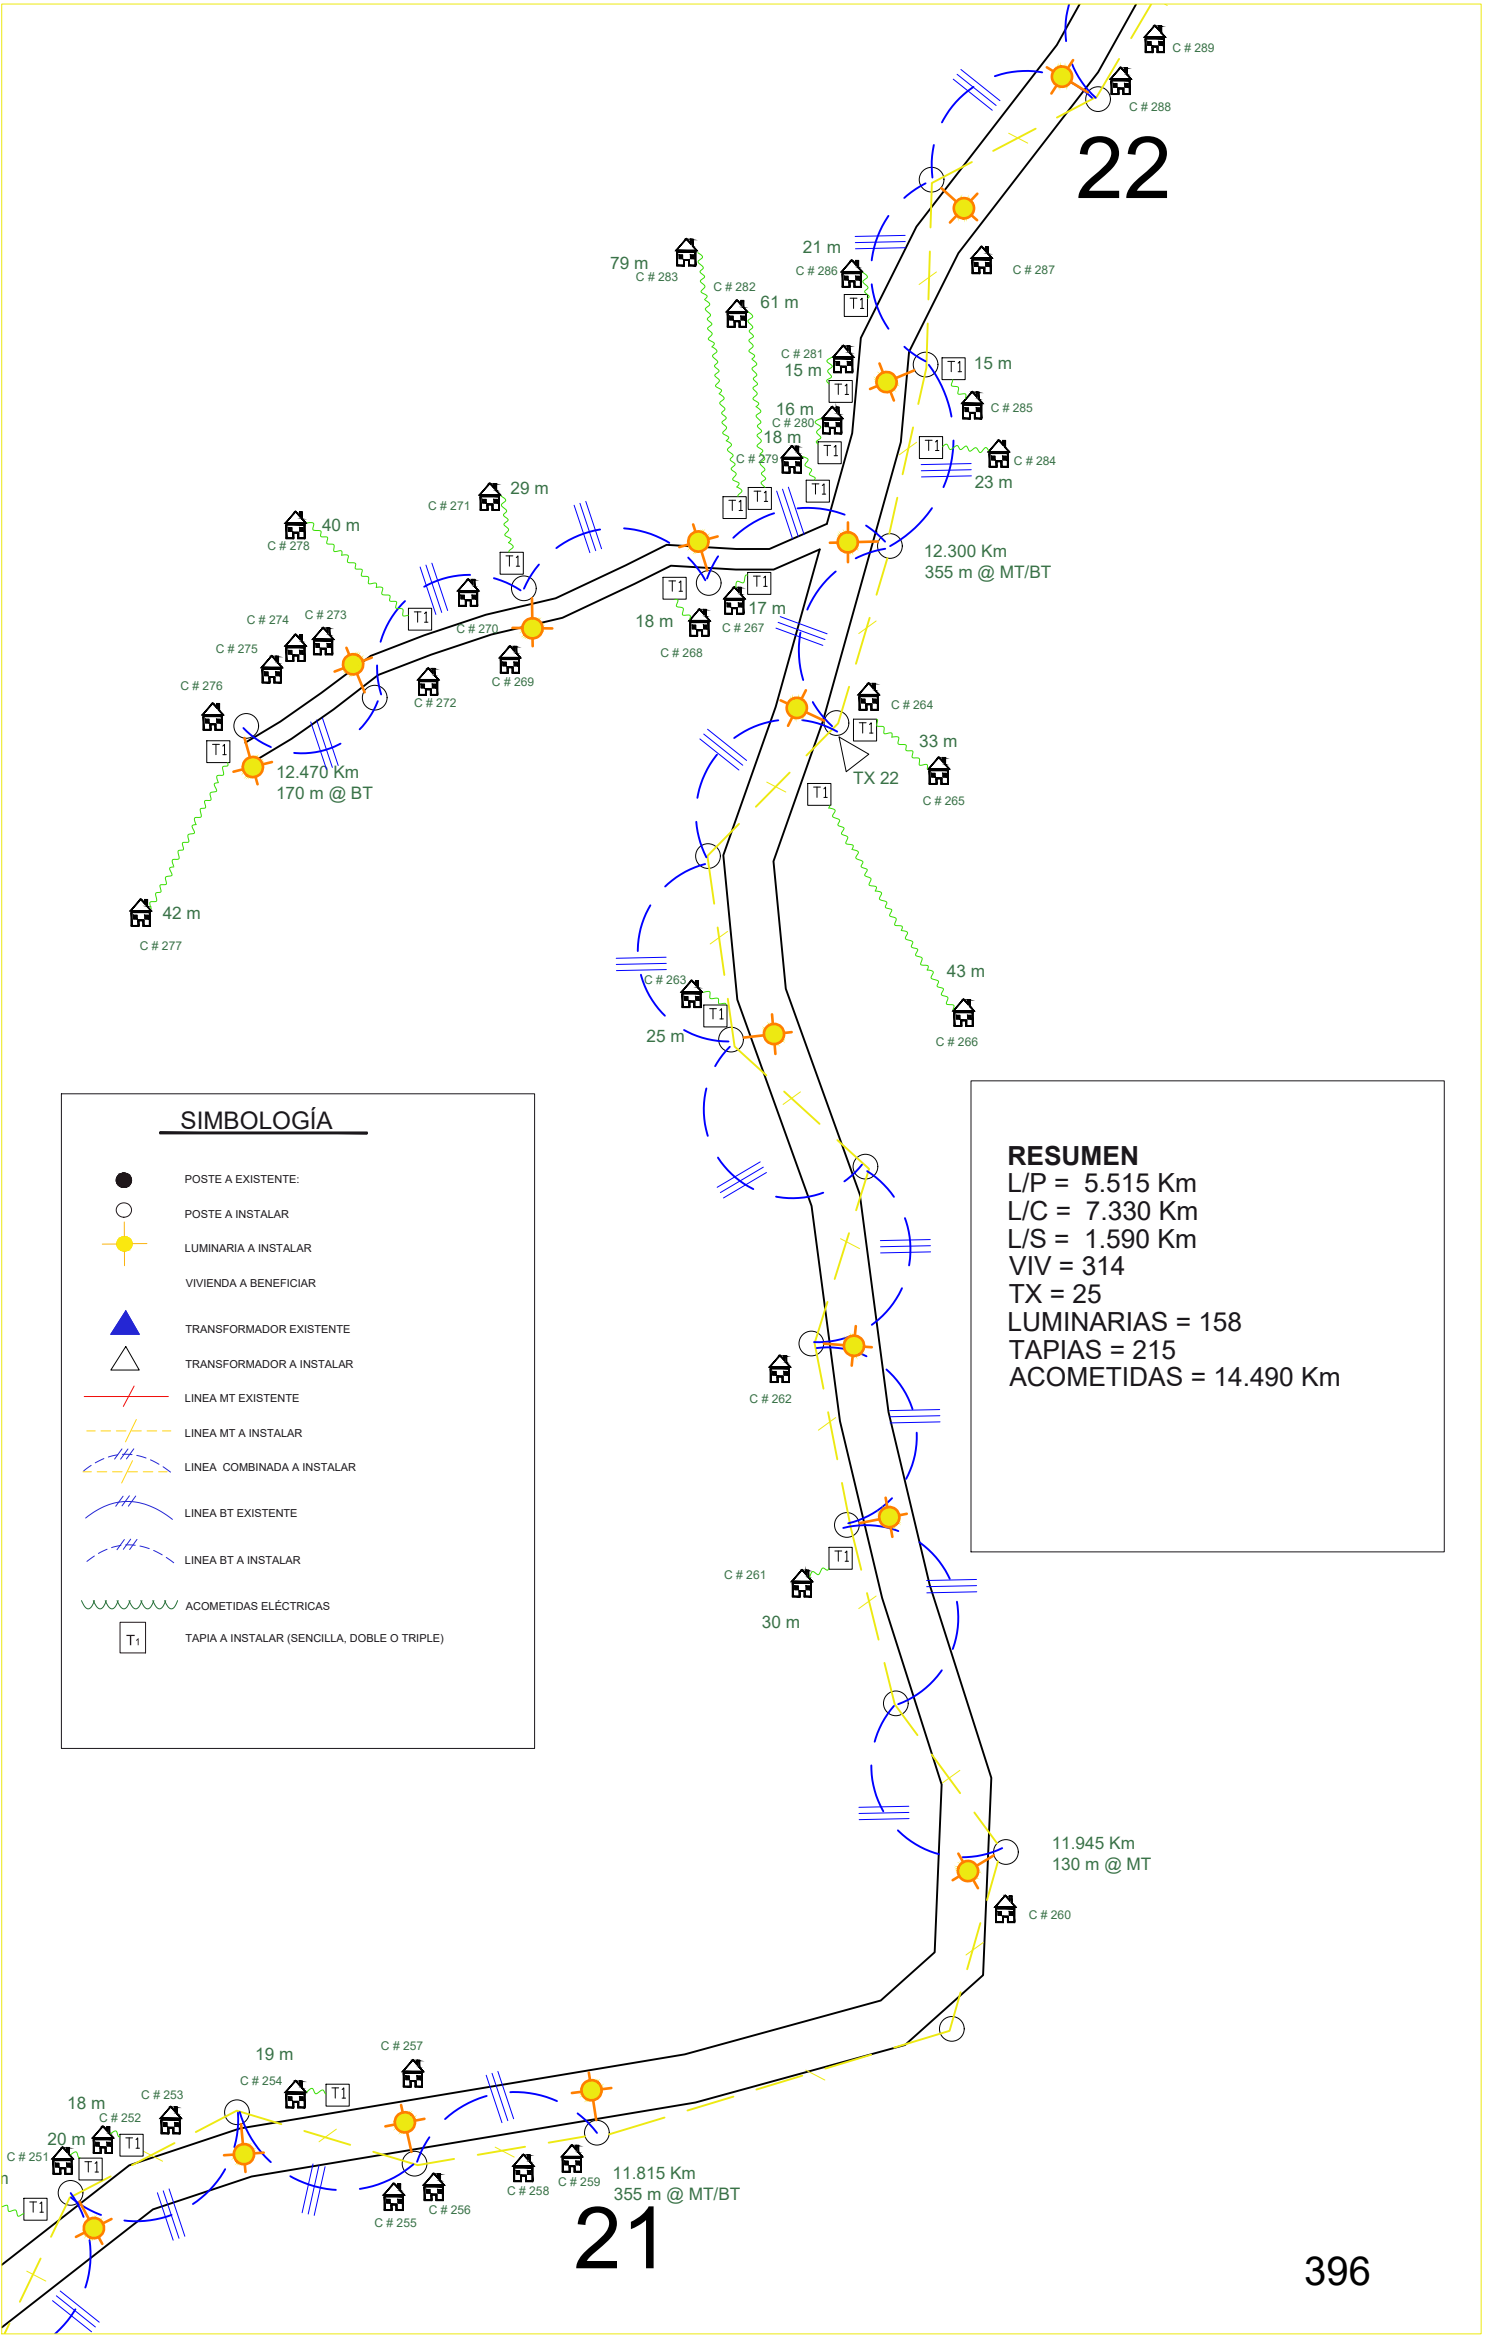 C # 289
C # 288
22
21 m
C # 286
T1
C # 287
79 m
C # 283
C # 282
61 m
C # 281
15 m
T1
T1
15 m
C # 285
16 m
C # 280
18 m
C # 279
T1
T1
C # 284
23 m
T1
T1
T1
C # 271
29 m
40 m
C # 278
T1
12.300 Km
355 m @ MT/BT
T1
T1
17 m
18 m
C # 267
C # 268
T1
C # 270
C # 274
C # 273
C # 275
C # 269
C # 272
C # 276
T1
12.470 Km
170 m @ BT
C # 264
T1
33 m
TX 22
C # 265
T1
42 m
C # 277
43 m
C # 266
C # 263
T1
25 m
SIMBOLOGÍA
POSTE A EXISTENTE:
POSTE A INSTALAR
LUMINARIA A INSTALAR
VIVIENDA A BENEFICIAR
TRANSFORMADOR EXISTENTE
TRANSFORMADOR A INSTALAR
LINEA MT EXISTENTE
LINEA MT A INSTALAR
LINEA COMBINADA A INSTALAR
LINEA BT EXISTENTE
LINEA BT A INSTALAR
ACOMETIDAS ELÉCTRICAS
T1 TAPIA A INSTALAR (SENCILLA, DOBLE O TRIPLE)
RESUMEN
L/P = 5.515 Km
L/C = 7.330 Km
L/S = 1.590 Km
VIV = 314
TX = 25
LUMINARIAS = 158
TAPIAS = 215
ACOMETIDAS = 14.490 Km
C # 262
T1
C # 261
30 m
11.945 Km
130 m @ MT
C # 260
C # 257
19 m
C # 254
T1
C # 253
18 m
C # 252
T1
20 m
C # 251
T1
T1
C # 255
C # 256
C # 258
C # 259
11.815 Km
355 m @ MT/BT
21
396